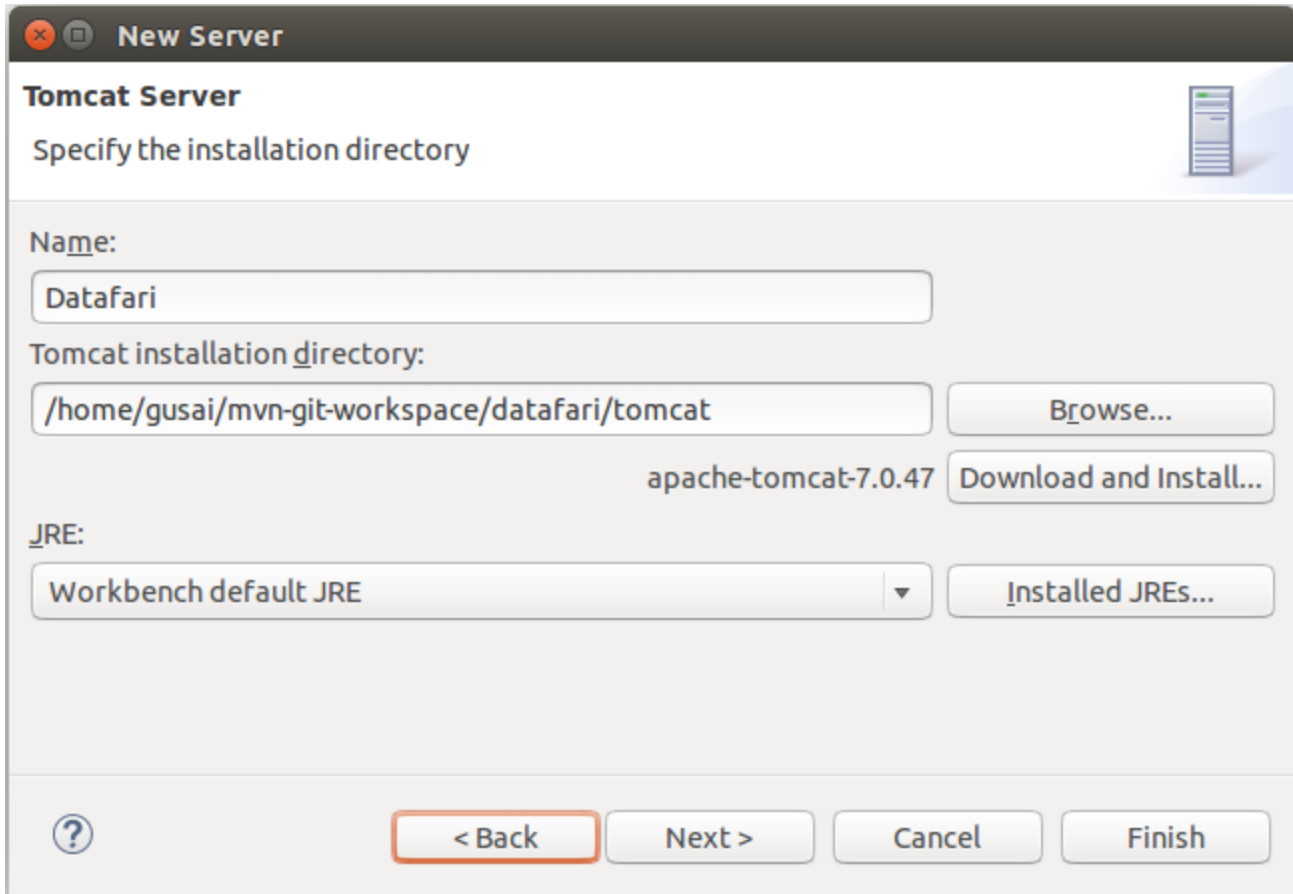 New Server
Tomcat Server
Specify the installation directory
Name:
Datafari
Tomcat installation directory:
/home/gusai/mvn-git-workspace/datafari/tomcat
Browse...
apache-tomcat-7.0.47 Download and Install...
JRE:
Workbench default JRE
Installed JREs...
? < Back Next > Cancel Finish